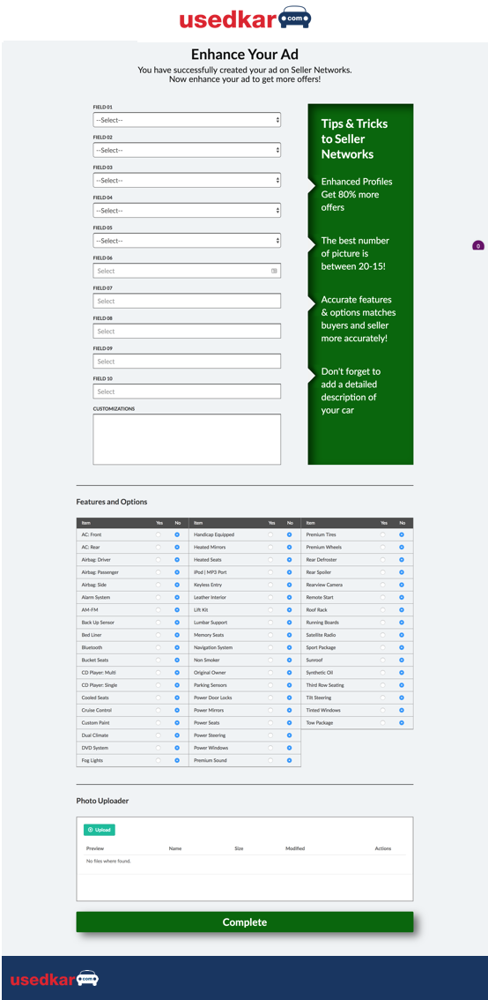 usedkar com
Enhance Your Ad
You have successfully created your ad on Seller Networks.
Now enhance your ad to get more offers!
FIELD 01
--Select--
FIELD 02
--Select--
FIELD 03
--Select--
FIELD 04
--Select--
FIELD 05
--Select--
FIELD 06
Select
FIELD 07
Select
FIELD 08
Select
FIELD 09
Select
FIELD 10
Select
CUSTOMIZATIONS
Tips & Tricks
to Seller
Networks
Enhanced Profiles
Get 80% more
offers
The best number
of picture is
between 20-15!
Accurate features
& options matches
buyers and seller
more accurately!
Don't forget to
add a detailed
description of
your car
0
Features and Options
Item Yes No Item Yes No Item Yes No
AC: Front Handicap Equipped Premium Tires
AC: Rear Heated Mirrors Premium Wheels
Airbag: Driver Heated Seats Rear Defroster
Airbag: Passenger iPod | MP3 Port Rear Spoiler
Airbag: Side Keyless Entry Rearview Camera
Alarm System Leather Interior Remote Start
AM-FM Lift Kit Roof Rack
Back Up Sensor Lumbar Support Running Boards
Bed Liner Memory Seats Satellite Radio
Bluetooth Navigation System Sport Package
Bucket Seats Non Smoker Sunroof
CD Player: Multi Original Owner Synthetic Oil
CD Player: Single Parking Sensors Third Row Seating
Cooled Seats Power Door Locks Tilt Steering
Cruise Control Power Mirrors Tinted Windows
Custom Paint Power Seats Tow Package
Dual Climate Power Steering
DVD System Power Windows
Fog Lights Premium Sound
Photo Uploader
Upload
Preview Name Size Modified Actions
No files where found.
Complete
usedkar com